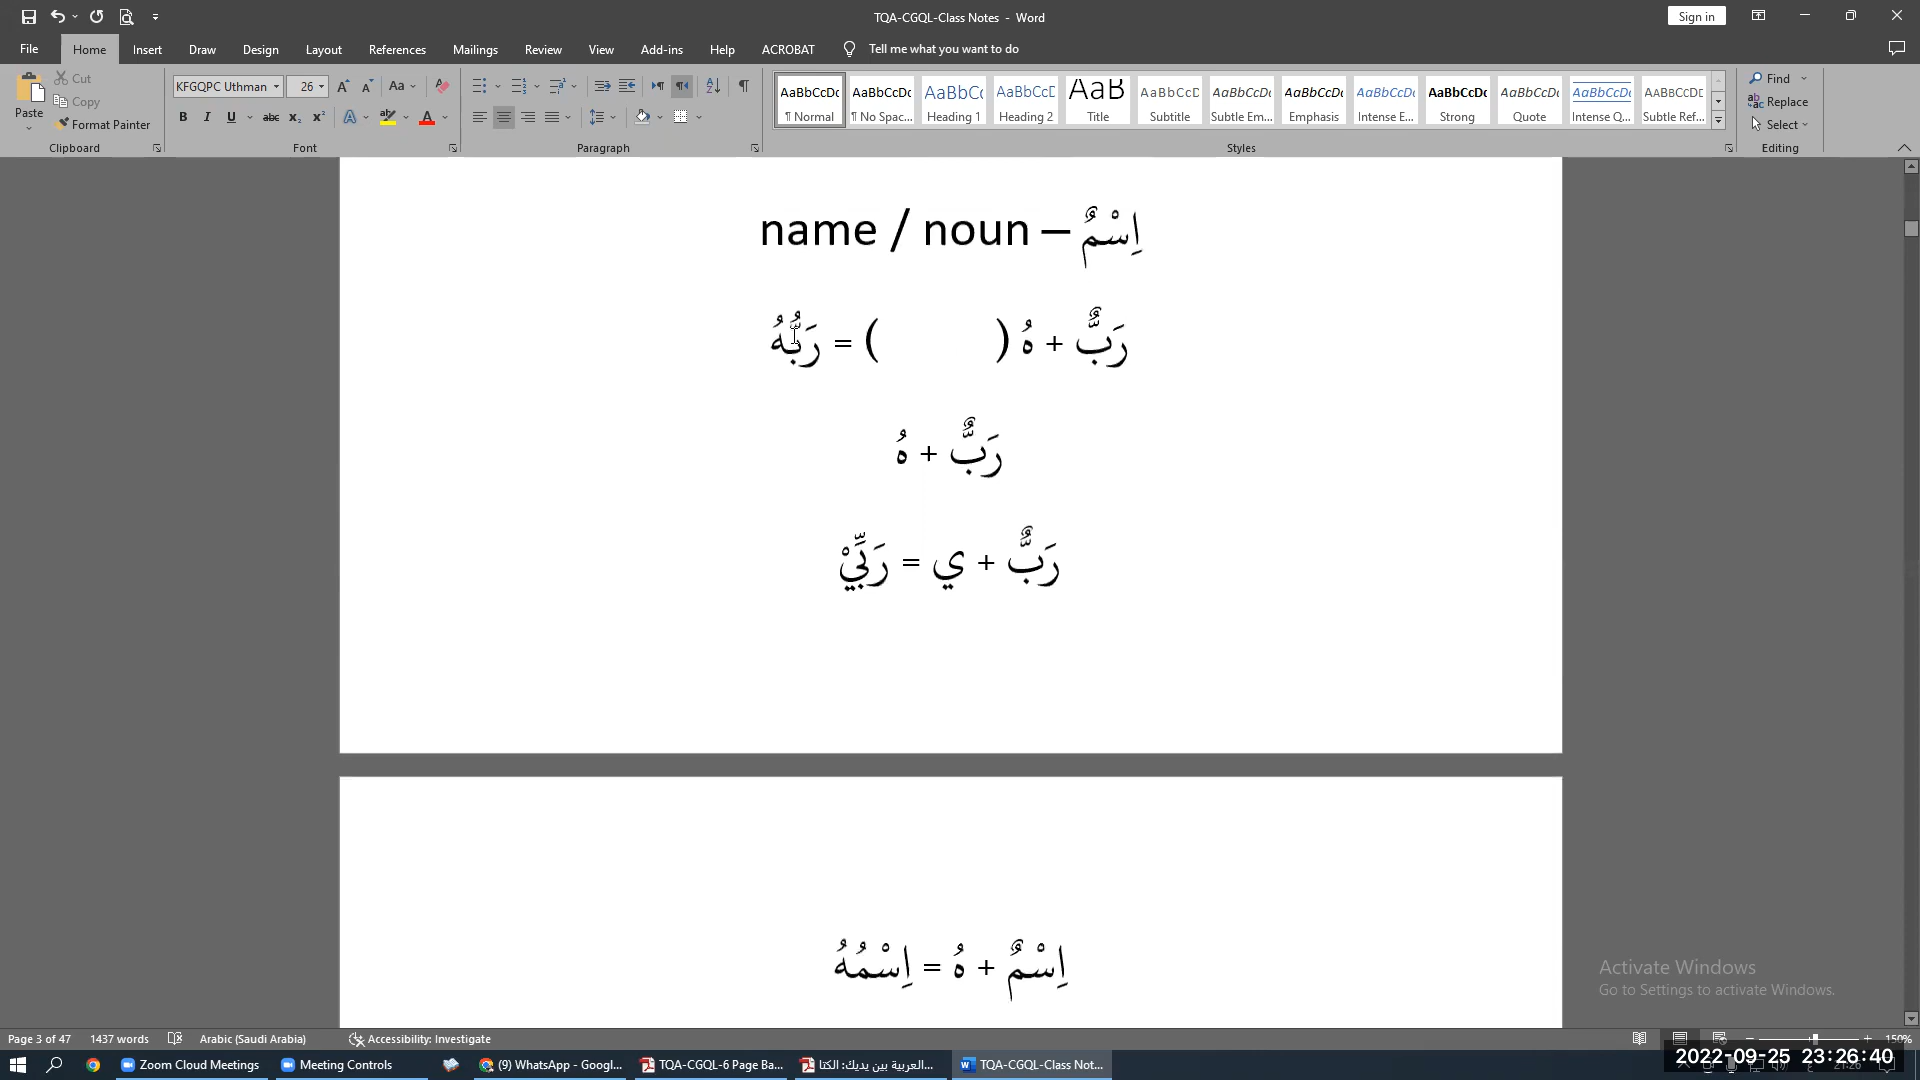 TQA-CGQL-Class Notes - Word
Sign in
File Home Insert Draw Design Layout References Mailings Review View Add-ins Help ACROBAT Tell me what you want to do
Paste
Cut
Copy
Format Painter
Clipboard
KFGQPC Uthman 26
Font
Paragraph
AaBbCcDc AaBbCcDc AaBbCc AaBbCcD AaB AaBbCcD AaBbCcDc AaBbCcDc AaBbCcDc AaBbCcDc AaBbCcDc AaBbCcDc AABBCCDE
¶ Normal ¶ No Spac... Heading 1 Heading 2 Title Subtitle Subtle Em... Emphasis Intense E... Strong Quote Intense Q... Subtle Ref...
Styles
Find
Replace
Select
Editing
اِسْمٌ – name / noun
رَبٌّ + هُ ( ) = رَبُّهُ
رَبٌّ + هُ
رَبٌّ + ي = رَبِّيْ
اِسْمٌ + هُ = اِسْمُهُ
Activate Windows
Go to Settings to activate Windows.
Page 3 of 47 1437 words Arabic (Saudi Arabia) Accessibility: Investigate 150%
Zoom Cloud Meetings Meeting Controls (9) WhatsApp - Googl... TQA-CGQL-6 Page Ba... العربية بين يديك: الكتا... TQA-CGQL-Class Not...
2022-09-25 23:26:40